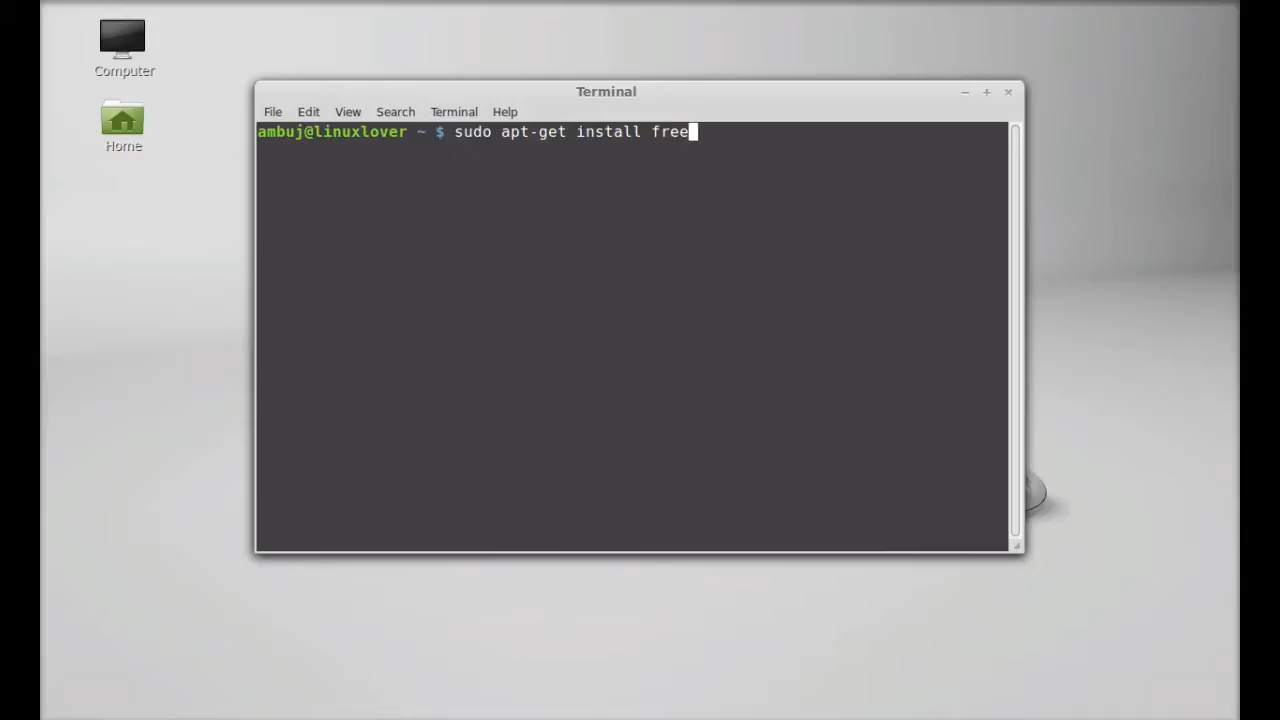 Computer
Home
Terminal
File Edit View Search Terminal Help
ambuj@linuxlover ~ $ sudo apt-get install free